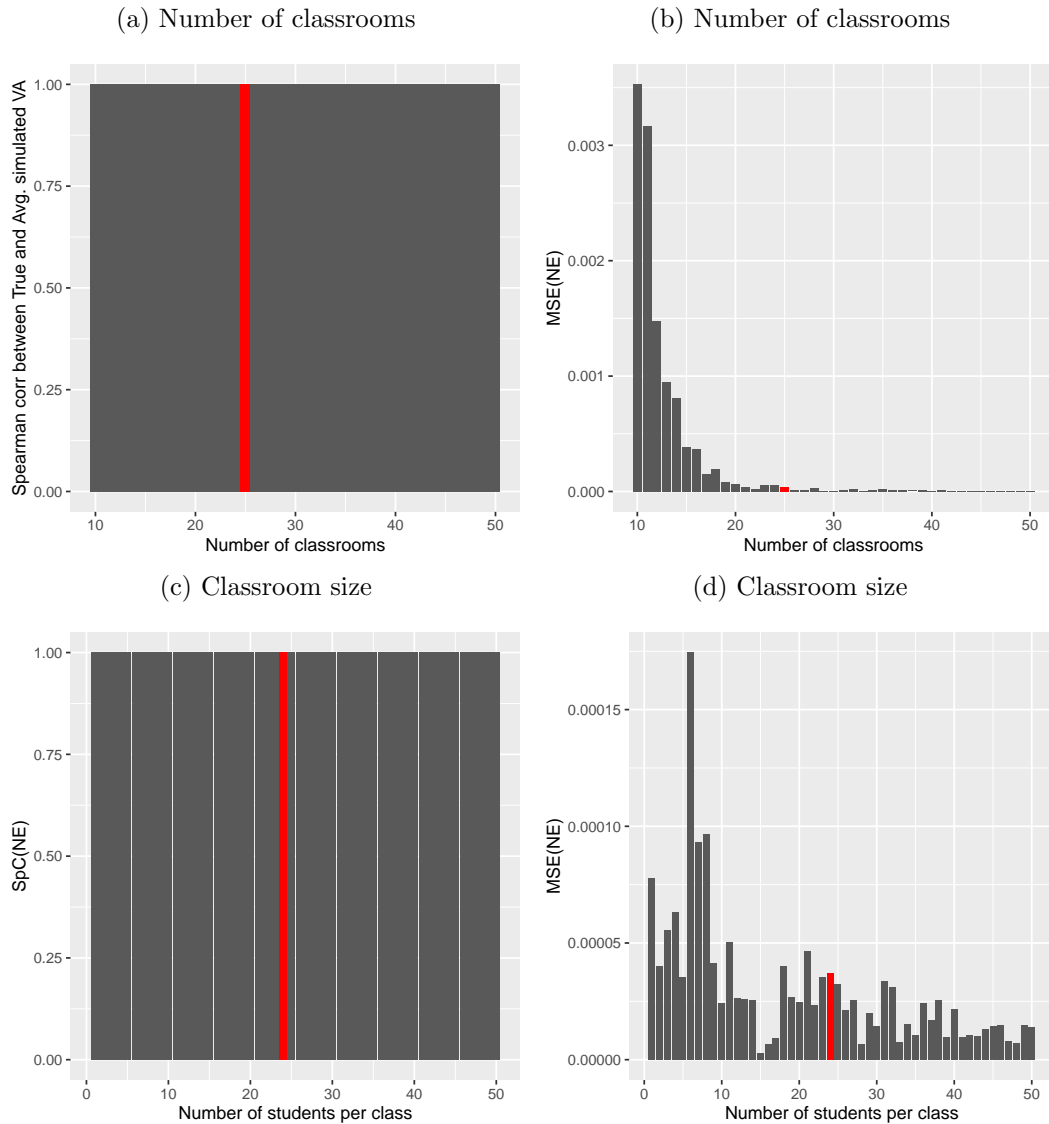 (a) Number of classrooms
Spearman corr between True and Avg. simulated VA
1.00
0.75
0.50
0.25
0.00
10 20 30 40 50
Number of classrooms
(b) Number of classrooms
MSE(NE)
0.003
0.002
0.001
0.000
10 20 30 40 50
Number of classrooms
(c) Classroom size
SpC(NE)
1.00
0.75
0.50
0.25
0.00
0 10 20 30 40 50
Number of students per class
(d) Classroom size
MSE(NE)
0.00015
0.00010
0.00005
0.00000
0 10 20 30 40 50
Number of students per class